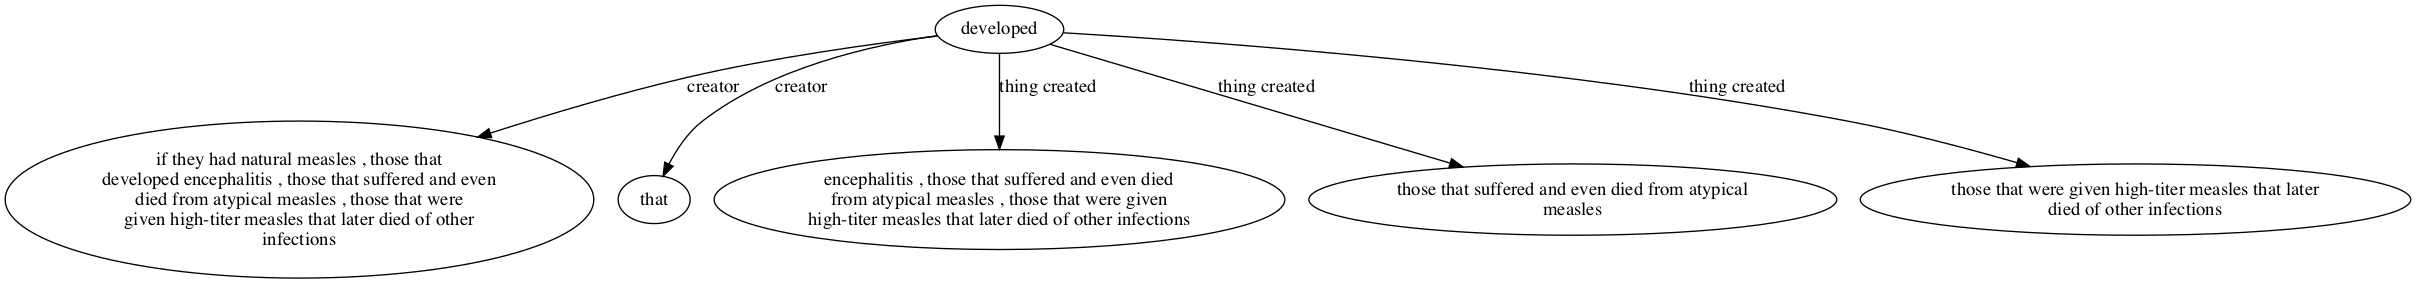 developed
creator
creator
thing created
thing created
thing created
if they had natural measles , those that
developed encephalitis , those that suffered and even
died from atypical measles , those that were
given high-titer measles that later died of other
infections
that
encephalitis , those that suffered and even died
from atypical measles , those that were given
high-titer measles that later died of other infections
those that suffered and even died from atypical
measles
those that were given high-titer measles that later
died of other infections